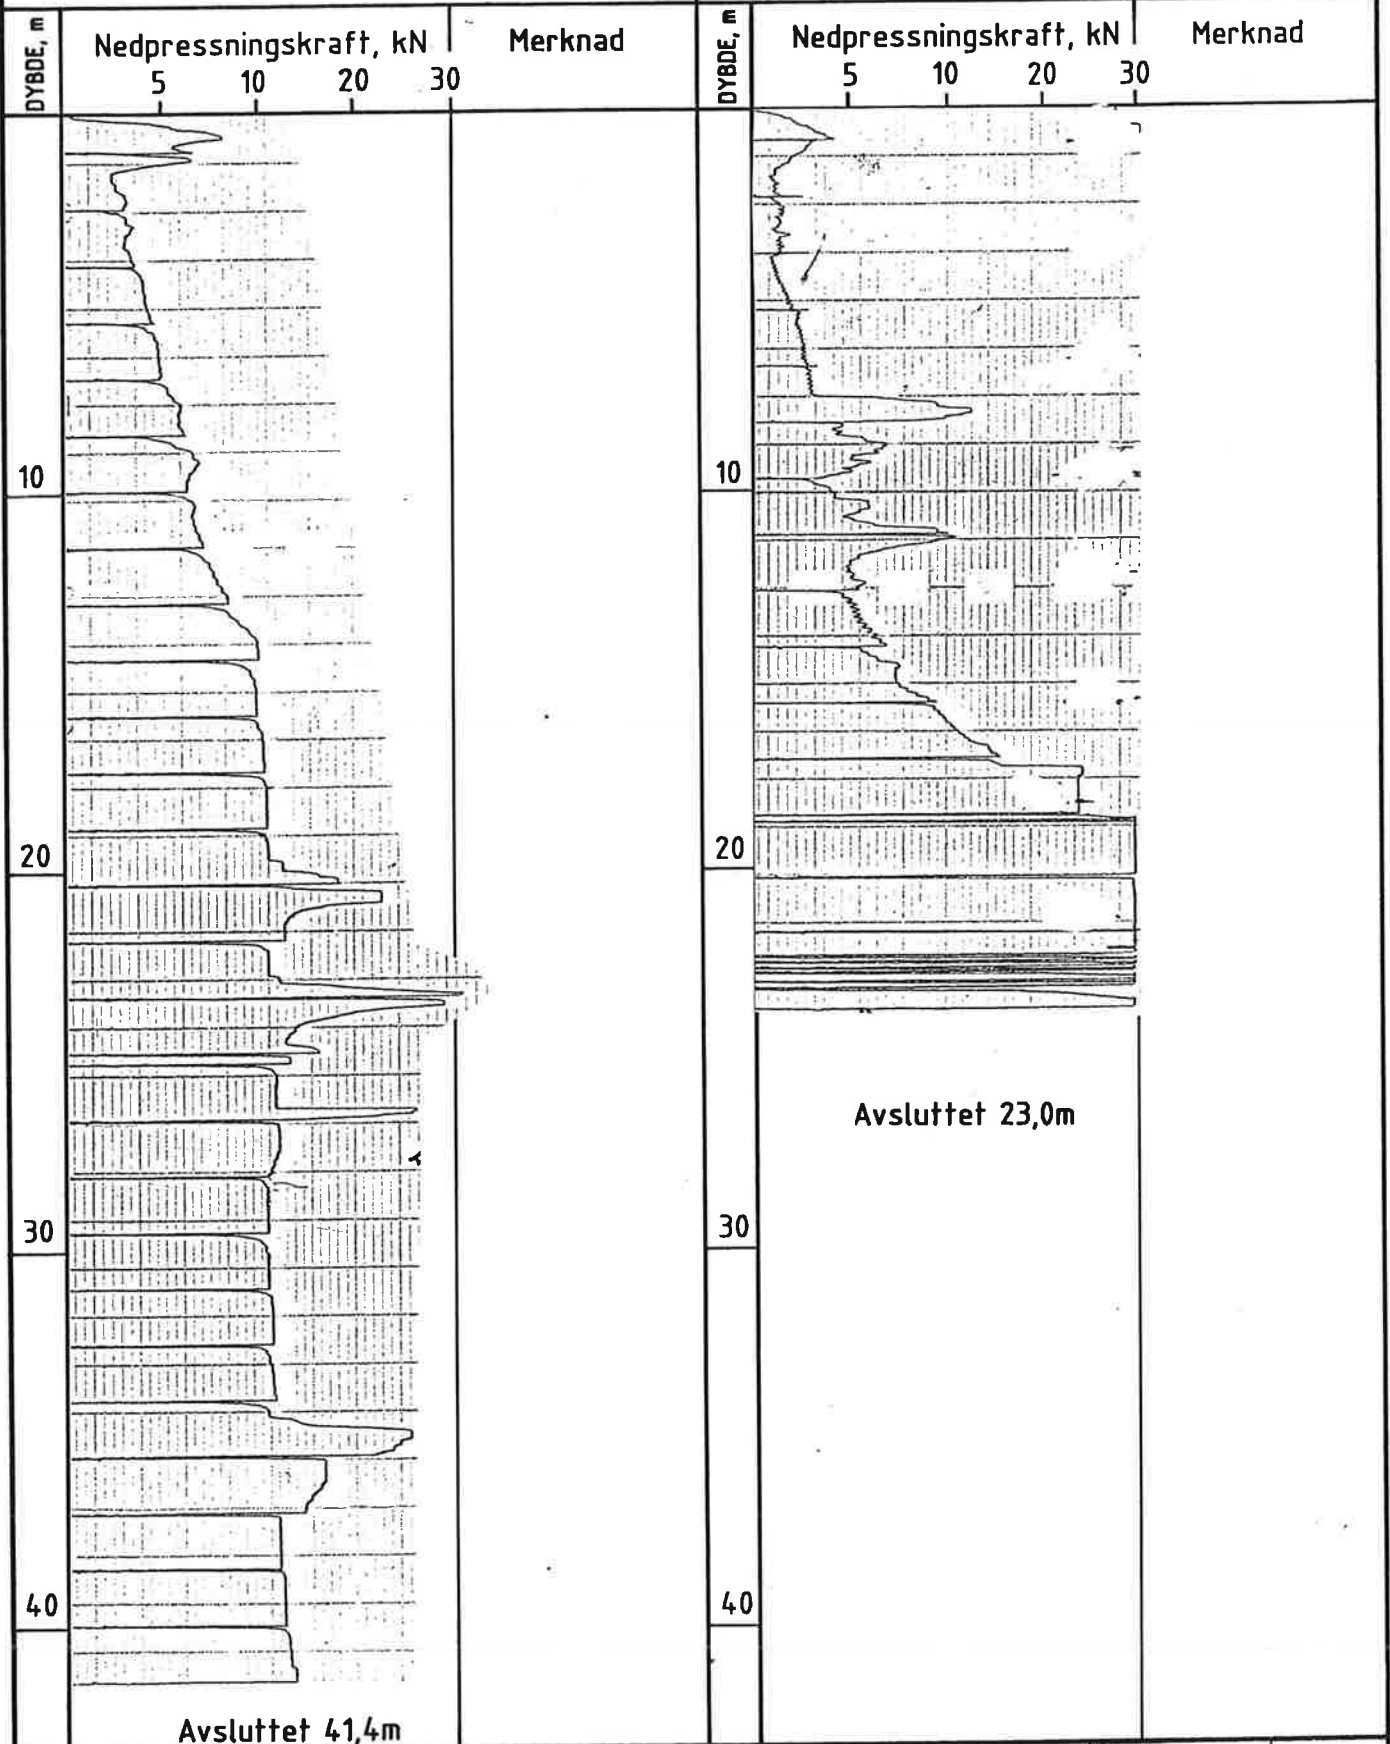 DYBDE, m
Nedpressningskraft, kN
Merknad
5 10 20 30
10
20
30
40
Avsluttet 41,4m
DYBDE, m
Nedpressningskraft, kN
Merknad
5 10 20 30
10
20
Avsluttet 23,0m
30
40